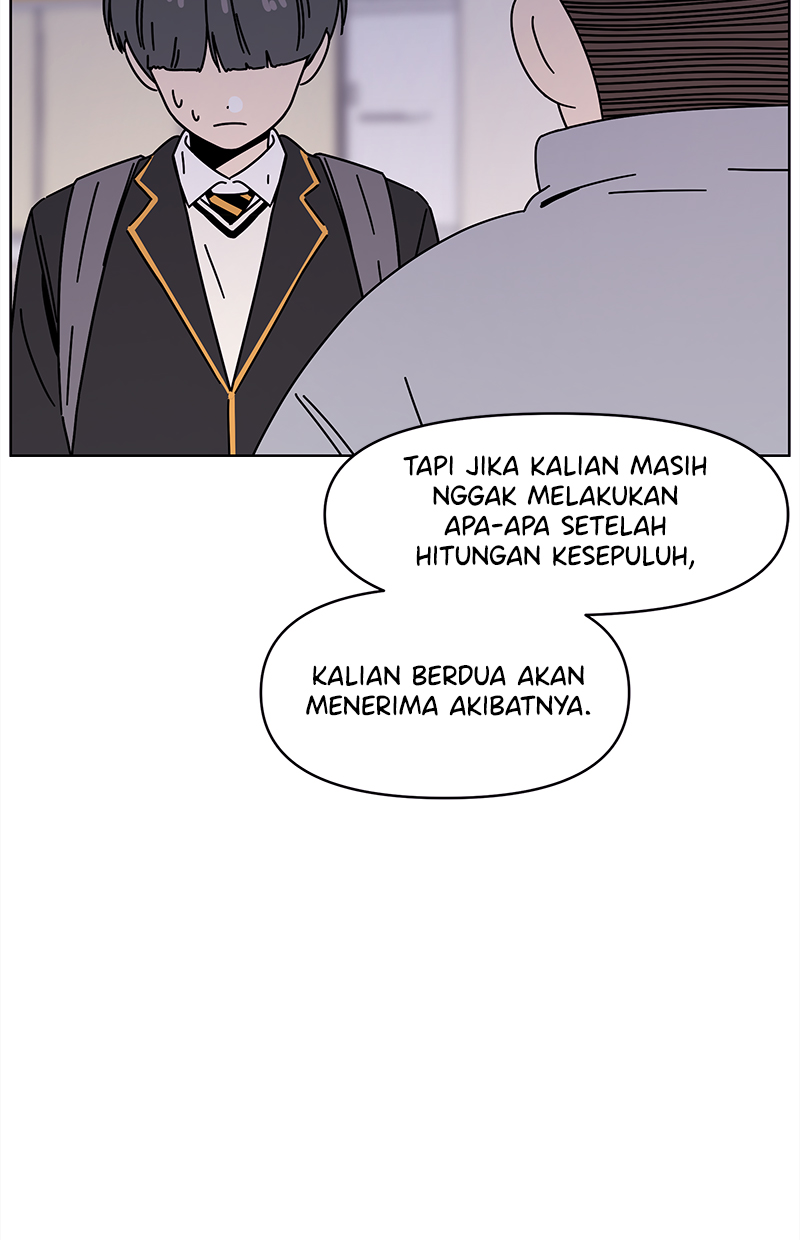 TAPI JIKA KALIAN MASIH
NGGAK MELAKUKAN
APA-APA SETELAH
HITUNGAN KESEPULUH,
KALIAN BERDUA AKAN
MENERIMA AKIBATNYA.